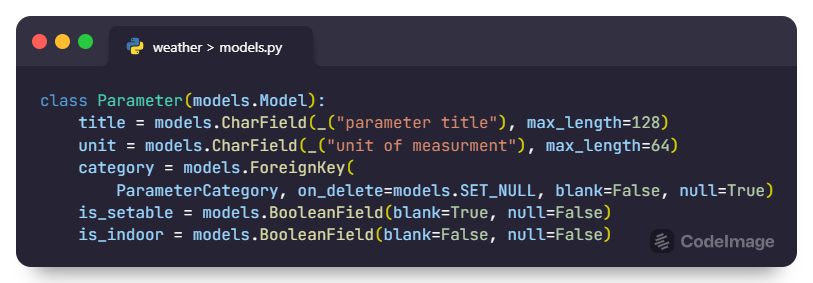 weather > models.py
class Parameter(models.Model):
    title = models.CharField(_("parameter title"), max_length=128)
    unit = models.CharField(_("unit of measurment"), max_length=64)
    category = models.ForeignKey(
        ParameterCategory, on_delete=models.SET_NULL, blank=False, null=True)
    is_setable = models.BooleanField(blank=True, null=False)
    is_indoor = models.BooleanField(blank=False, null=False)
CodeImage